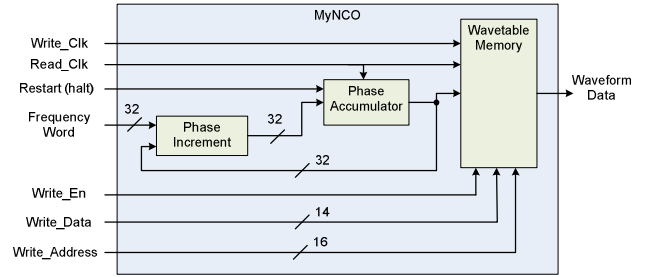 MyNCO
Write_Clk
Wavetable
Memory
Read_Clk
Restart (halt)
Phase
Accumulator
Waveform
Data
Frequency
Word
32
32
Phase
Increment
32
Write_En
Write_Data
14
Write_Address
16